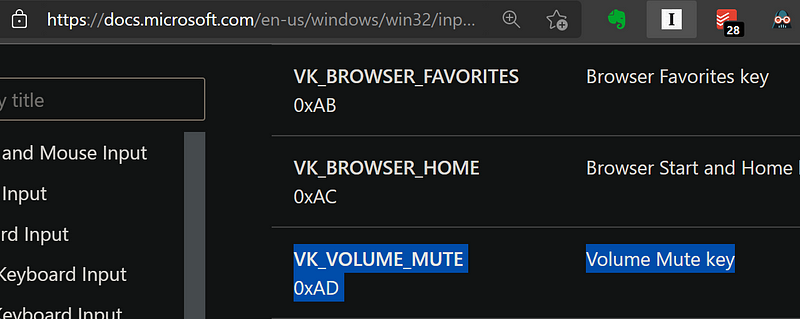 https://docs.microsoft.com/en-us/windows/win32/inp...
28
VK_BROWSER_FAVORITES
Browser Favorites key
0xAB
y title
and Mouse Input
VK_BROWSER_HOME
Browser Start and Home
Input
0xAC
rd Input
VK_VOLUME_MUTE
Volume Mute key
Keyboard Input
0xAD
Keyboard Input